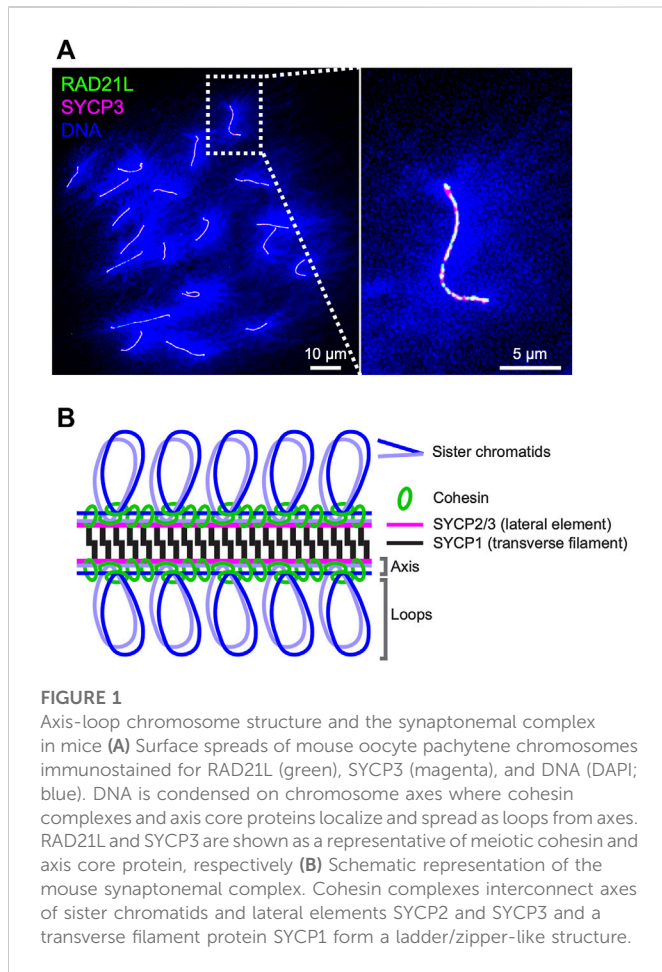 A
RAD21L
SYCP3
DNA
10 μm
5 μm
B
Sister chromatids
Cohesin
SYCP2/3 (lateral element)
SYCP1 (transverse filament)
Axis
Loops
FIGURE 1
Axis-loop chromosome structure and the synaptonemal complex
in mice (A) Surface spreads of mouse oocyte pachytene chromosomes
immunostained for RAD21L (green), SYCP3 (magenta), and DNA (DAPI;
blue). DNA is condensed on chromosome axes where cohesin
complexes and axis core proteins localize and spread as loops from axes.
RAD21L and SYCP3 are shown as a representative of meiotic cohesin and
axis core protein, respectively (B) Schematic representation of the
mouse synaptonemal complex. Cohesin complexes interconnect axes
of sister chromatids and lateral elements SYCP2 and SYCP3 and a
transverse filament protein SYCP1 form a ladder/zipper-like structure.